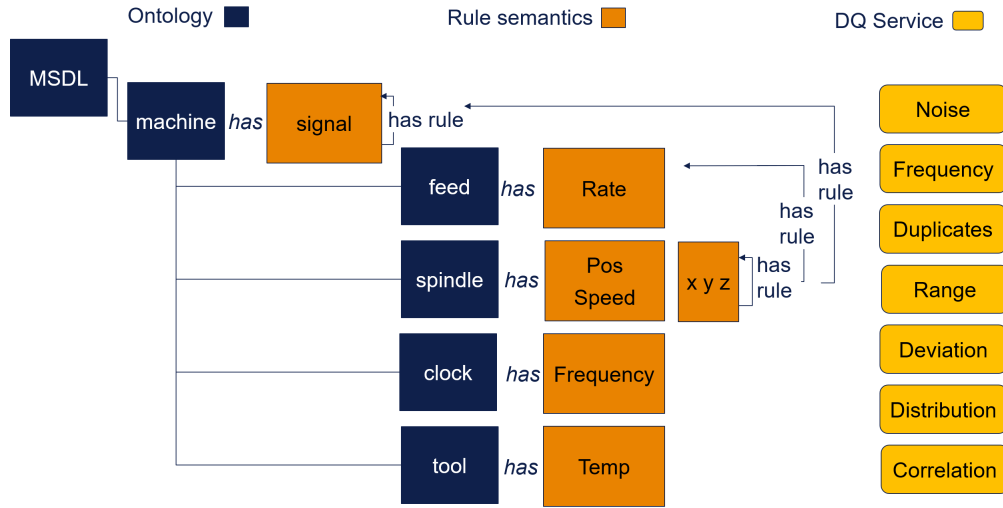 Ontology
Rule semantics
DQ Service
MSDL
machine
has
signal
has rule
feed
has
Rate
has
rule
has
rule
spindle
has
Pos
Speed
x y z
has
rule
clock
has
Frequency
tool
has
Temp
Noise
Frequency
Duplicates
Range
Deviation
Distribution
Correlation